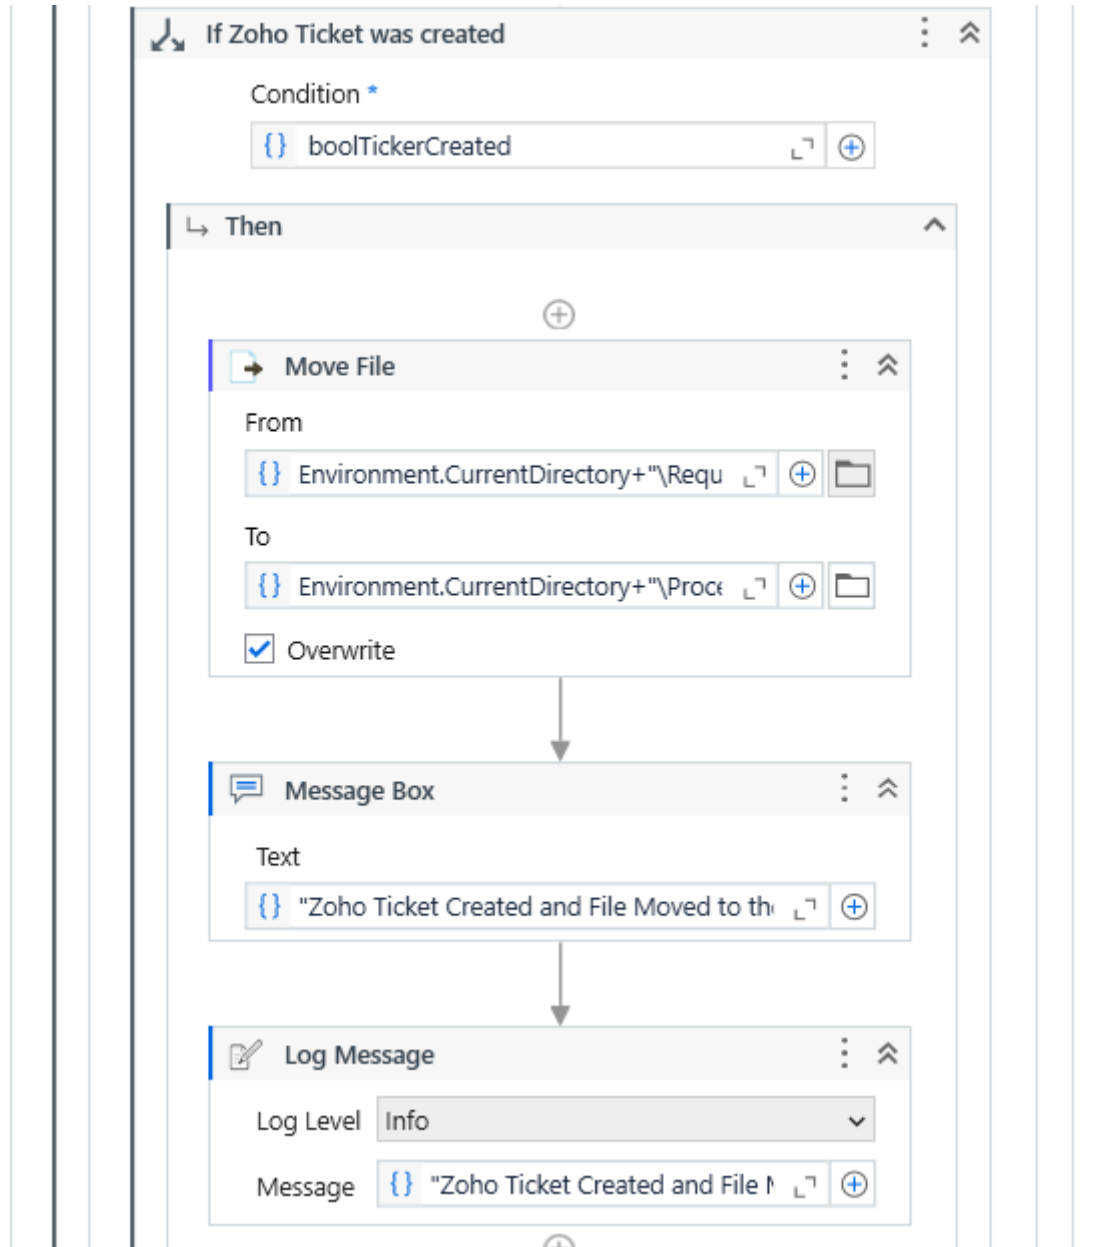 If Zoho Ticket was created
Condition *
{} boolTickerCreated
Then
Move File
From
{} Environment.CurrentDirectory+"\Requ
To
{} Environment.CurrentDirectory+"\Proce
Overwrite
Message Box
Text
{} "Zoho Ticket Created and File Moved to the
Log Message
Log Level Info
Message {} "Zoho Ticket Created and File